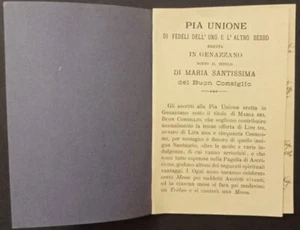 PIA UNIONE
DI FEDELI DELL' UNO E L'ALTRO SESSO
ERETTA
IN GENAZZANO
SOTTO IL TITOLO
DI MARIA SANTISSIMA
del Buon Consiglio
Gli ascritti alla Pia Unione eretta in
Genazzano sotto il titolo di MARIA DEL
BUON CONSIGLIO, che vogliono contribuire
annualmente la tenue offerta di Lire tre,
ovvero di Lira una e cinquanta Centesimi,
per sostegno e decoro di quello insigne
Santuario, oltre le molte e varie indulgenze,
di cui vanno arricchiti, e che
sono tutte espresse nella Pagella di
godono dei seguenti spirituali
vantaggi: I. Ogni anno saranno celebrate
cento Messe pei suddetti Ascritti viventi
ed in ciascun mese si farà pei medesimi
un Triduo e si canterà una Messa.